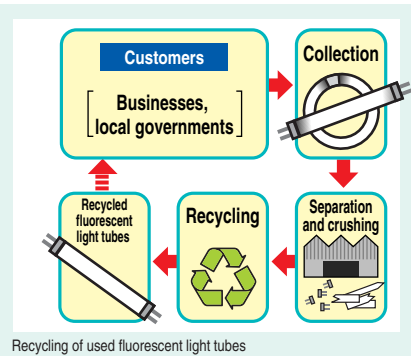 Customers
Businesses,
local governments
Collection
Separation
and crushing
Recycling
Recycled
fluorescent
light tubes
Recycling of used fluorescent light tubes